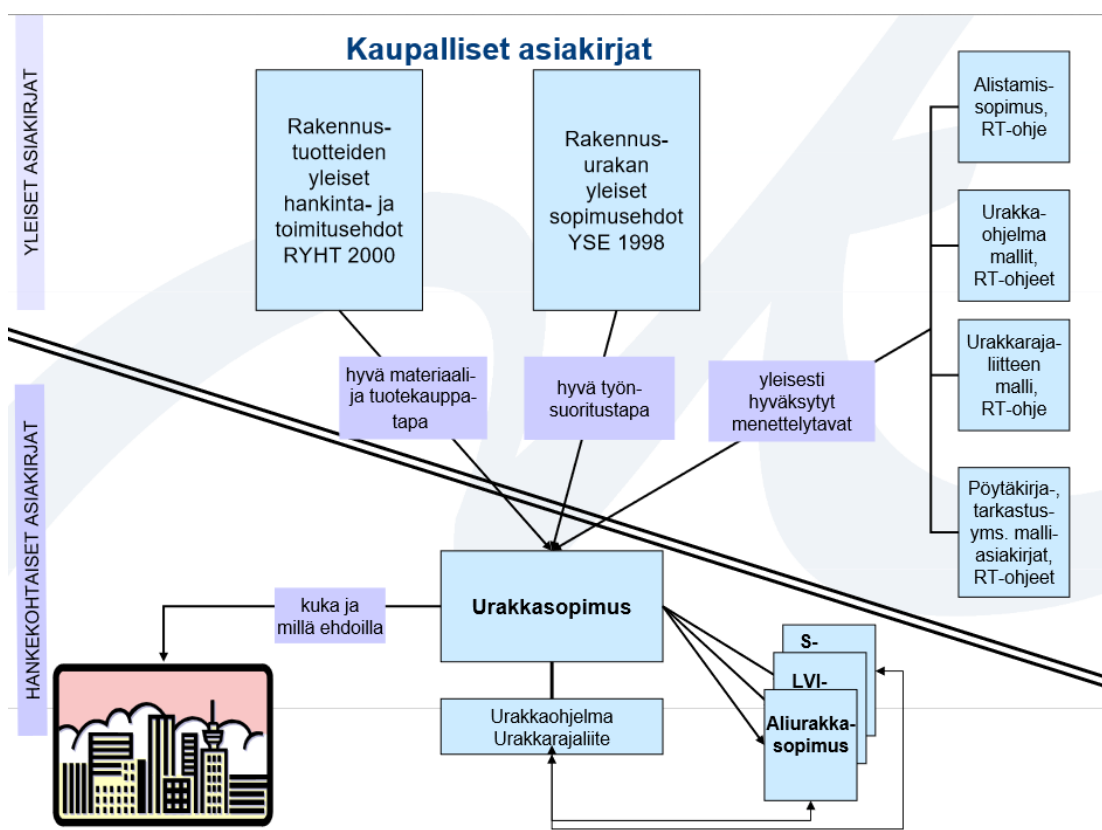 Kaupalliset asiakirjat
YLEISET ASIAKIRJAT
Rakennus-
tuotteiden
yleiset
hankinta- ja
toimitusehdot
RYHT 2000
Rakennus-
urakan
yleiset
sopimusehdot
YSE 1998
Alistamis-
sopimus,
RT-ohje
Urakka-
ohjelma
mallit,
RT-ohjeet
Urakkaraja-
liitteen
malli,
RT-ohje
Pöytäkirja-,
tarkastus-
yms. malli-
asiakirjat,
RT-ohjeet
hyvä materiaali-
ja tuotekauppa-
tapa
hyvä työn-
suoritustapa
yleisesti
hyväksytyt
menettelytavat
HANKEKOHTAISET ASIAKIRJAT
Urakkasopimus
kuka ja
millä ehdoilla
Urakkaohjelma
Urakkarajaliite
S-
LVI-
Aliurakka-
sopimus